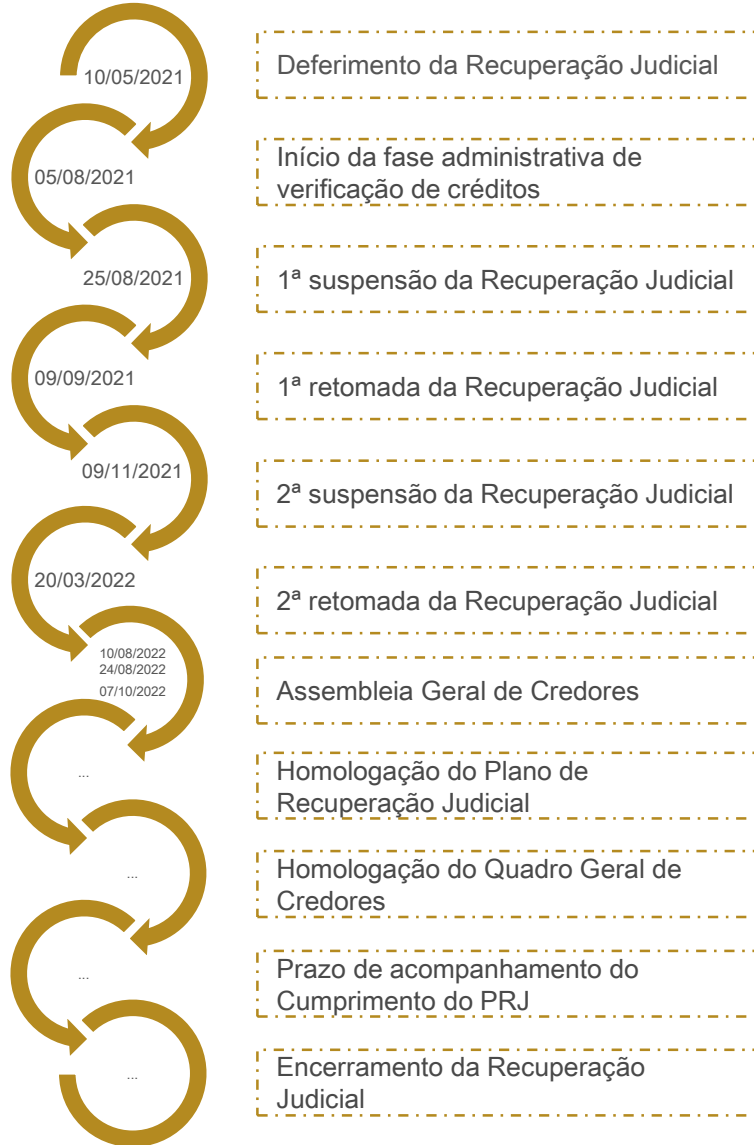 10/05/2021
Deferimento da Recuperação Judicial
05/08/2021
Início da fase administrativa de
verificação de créditos
25/08/2021
1ª suspensão da Recuperação Judicial
09/09/2021
1ª retomada da Recuperação Judicial
09/11/2021
2ª suspensão da Recuperação Judicial
20/03/2022
2ª retomada da Recuperação Judicial
10/08/2022
24/08/2022
07/10/2022
Assembleia Geral de Credores
...
Homologação do Plano de
Recuperação Judicial
...
Homologação do Quadro Geral de
Credores
...
Prazo de acompanhamento do
Cumprimento do PRJ
...
Encerramento da Recuperação
Judicial